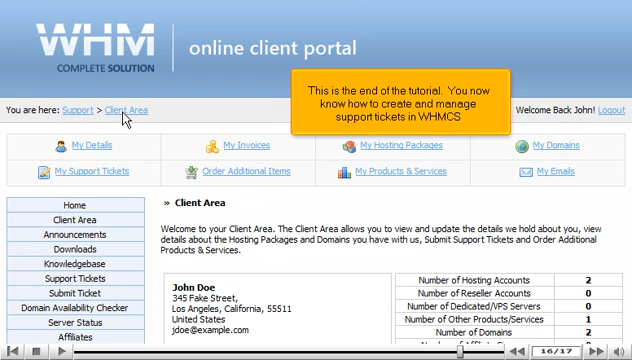 WHM
COMPLETE SOLUTION
online client portal
This is the end of the tutorial. You now
know how to create and manage
support tickets in WHMCS
You are here: Support > Client Area
Welcome Back John! Logout
My Details
My Invoices
My Hosting Packages
My Domains
My Support Tickets
Order Additional Items
My Products & Services
My Emails
Home
Client Area
Announcements
Downloads
Knowledgebase
Support Tickets
Submit Ticket
Domain Availability Checker
Server Status
Affiliates
» Client Area
Welcome to your Client Area. The Client Area allows you to view and update the details we hold about you, view
details about the Hosting Packages and Domains you have with us, Submit Support Tickets and Order Additional
Products & Services.
John Doe
345 Fake Street,
Los Angeles, California, 55511
United States
jdoe@example.com
Number of Hosting Accounts 2
Number of Reseller Accounts 0
Number of Dedicated/VPS Servers 0
Number of Other Products/Services 1
Number of Domains 2
16/17